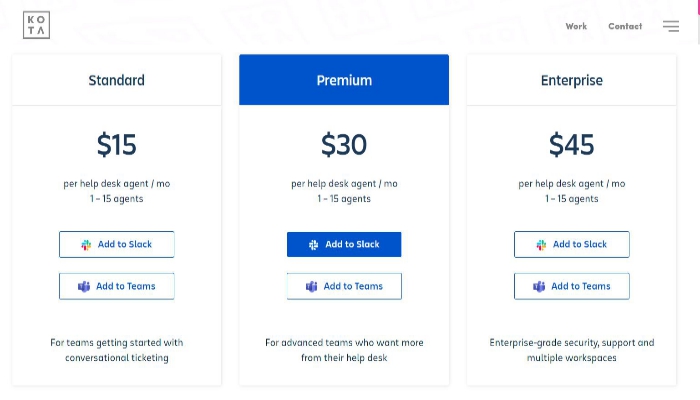 KO
TA
Work
Contact
Standard
$15
per help desk agent / mo
1 – 15 agents
Add to Slack
Add to Teams
For teams getting started with
conversational ticketing
Premium
$30
per help desk agent / mo
1 – 15 agents
Add to Slack
Add to Teams
For advanced teams who want more
from their help desk
Enterprise
$45
per help desk agent / mo
1 – 15 agents
Add to Slack
Add to Teams
Enterprise-grade security, support and
multiple workspaces